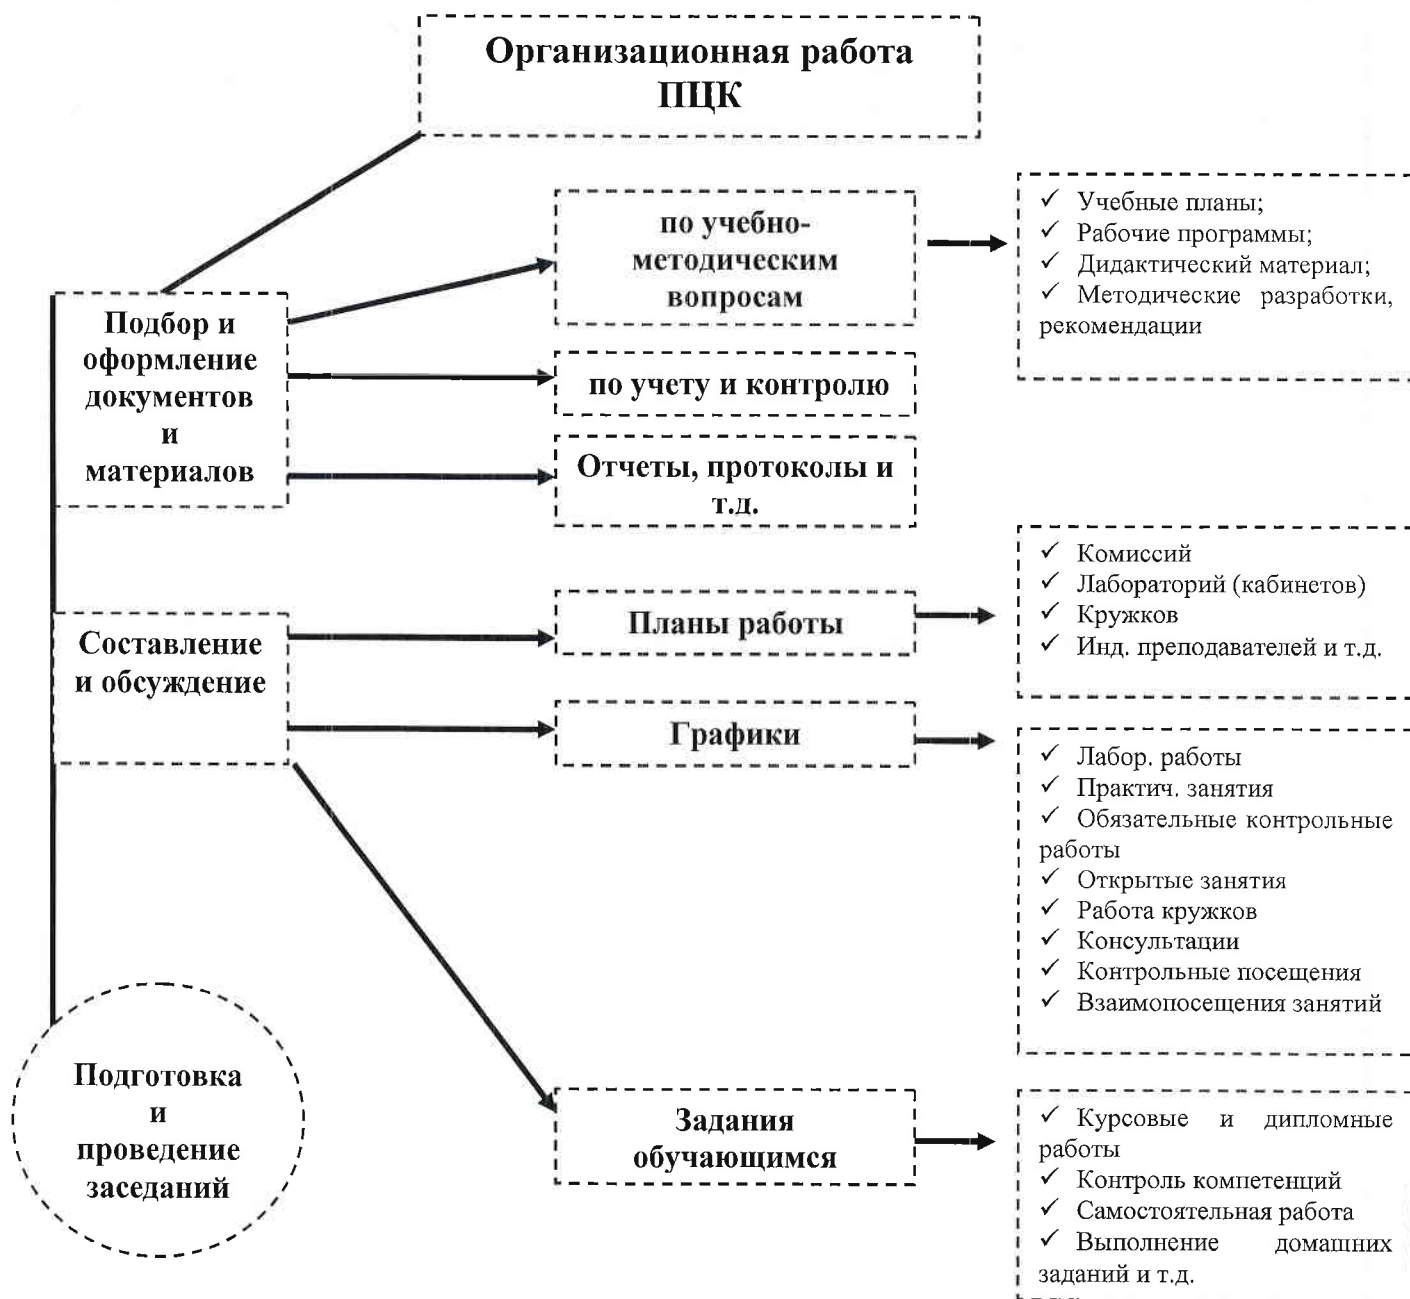 Организационная работа
ПЦК
по учебно-
методическим
вопросам
✓ Учебные планы;
✓ Рабочие программы;
✓ Дидактический материал;
✓ Методические разработки,
рекомендации
Подбор и
оформление
документов
и
материалов
по учету и контролю
Отчеты, протоколы и
т.д.
Составление
и обсуждение
Планы работы
✓ Комиссий
✓ Лабораторий (кабинетов)
✓ Кружков
✓ Инд. преподавателей и т.д.
Графики
✓ Лабор. работы
✓ Практич. занятия
✓ Обязательные контрольные
работы
✓ Открытые занятия
✓ Работа кружков
✓ Консультации
✓ Контрольные посещения
✓ Взаимопосещения занятий
Подготовка
и
проведение
заседаний
Задания
обучающимся
✓ Курсовые и дипломные
работы
✓ Контроль компетенций
✓ Самостоятельная работа
✓ Выполнение домашних
заданий и т.д.